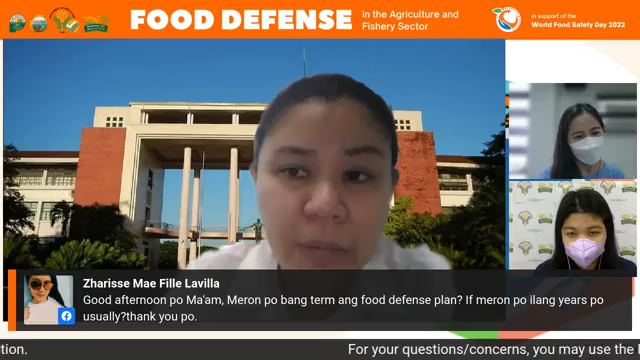 FOOD DEFENSE
in the Agriculture and
Fishery Sector
in support of the
World Food Safety Day 2022
Zharisse Mae Fille Lavilla
Good afternoon po Ma'am, Meron po bang term ang food defense plan? If meron po ilang years po
usually?thank you po.
tion.
For your questions/concerns, you may use the